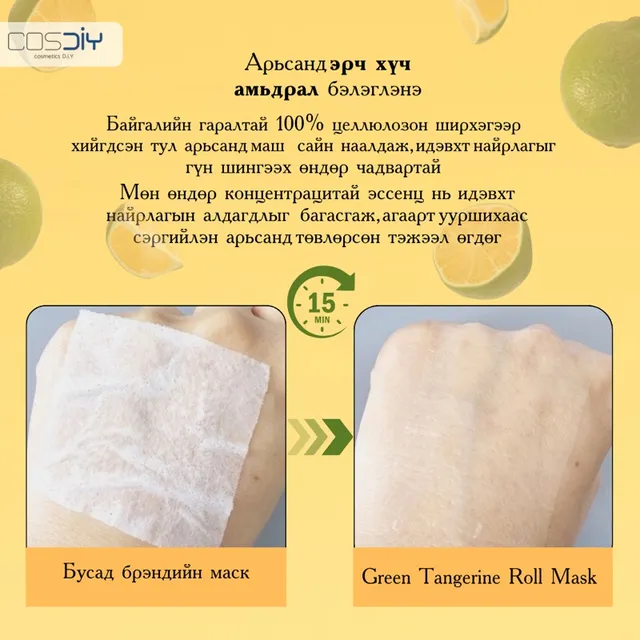 COSDIY
cosmetics D.I.Y
Арьсанд эрч хүч
амьдрал бэлэглэнэ
Байгалийн гаралтай 100% целлюлозон ширхэгээр
хийгдсэн тул арьсанд маш сайн наалдаж,идэвхт найрлагыг
гүн шингээх өндөр чадвартай
Мөн өндөр концентрацитай эссенц нь идэвхт
найрлагын алдагдлыг багасгаж,агаарт ууршихаас
сэргийлэн арьсанд төвлөрсөн тэжээл өгдөг
15
MIN
Бусад брэндийн маск
Green Tangerine Roll Mask